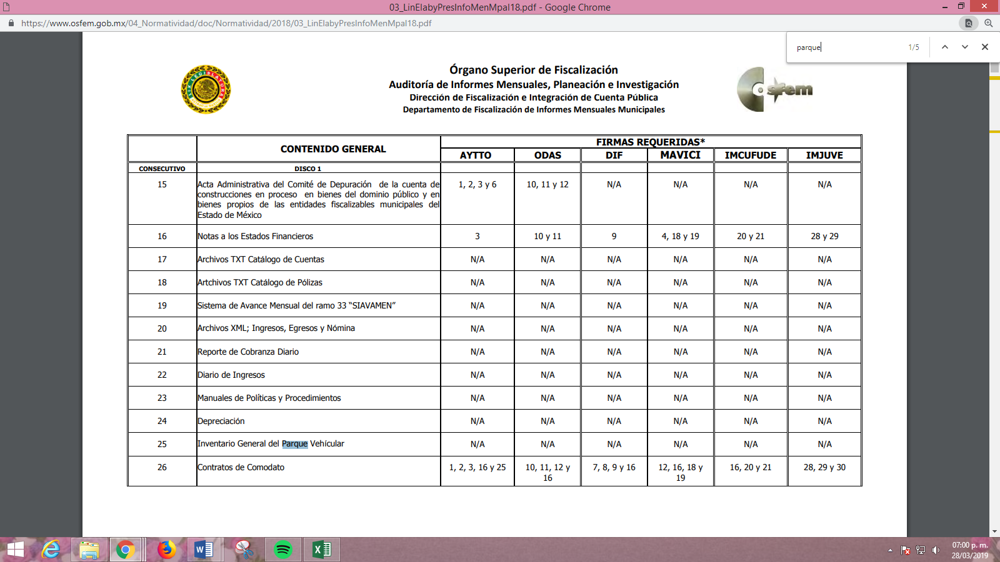 03_LinElabyPresInfoMenMpal18.pdf - Google Chrome
https://www.osfem.gob.mx/04_Normatividad/doc/Normatividad/2018/03_LinElabyPresInfoMenMpal18.pdf
parque 1/5
LIX LEGISLATURA
Órgano Superior de Fiscalización
Auditoría de Informes Mensuales, Planeación e Investigación
Dirección de Fiscalización e Integración de Cuenta Pública
Departamento de Fiscalización de Informes Mensuales Municipales
osfem
CONTENIDO GENERAL FIRMAS REQUERIDAS*
AYTTO ODAS DIF MAVICI IMCUFUDE IMJUVE
CONSECUTIVO DISCO 1
15 Acta Administrativa del Comité de Depuración de la cuenta de 1, 2, 3 y 6 10, 11 y 12 N/A N/A N/A N/A
construcciones en proceso en bienes del dominio público y en
bienes propios de las entidades fiscalizables municipales del
Estado de México
16 Notas a los Estados Financieros 3 10 y 11 9 4, 18 y 19 20 y 21 28 y 29
17 Archivos TXT Catálogo de Cuentas N/A N/A N/A N/A N/A N/A
18 Artchivos TXT Catálogo de Pólizas N/A N/A N/A N/A N/A N/A
19 Sistema de Avance Mensual del ramo 33 “SIAVAMEN” N/A N/A N/A N/A N/A N/A
20 Archivos XML; Ingresos, Egresos y Nómina N/A N/A N/A N/A N/A N/A
21 Reporte de Cobranza Diario N/A N/A N/A N/A N/A N/A
22 Diario de Ingresos N/A N/A N/A N/A N/A N/A
23 Manuales de Políticas y Procedimientos N/A N/A N/A N/A N/A N/A
24 Depreciación N/A N/A N/A N/A N/A N/A
25 Inventario General del Parque Vehícular N/A N/A N/A N/A N/A N/A
26 Contratos de Comodato 1, 2, 3, 16 y 25 10, 11, 12 y 7, 8, 9 y 16 12, 16, 18 y 16, 20 y 21 28, 29 y 30
16 19
07:00 p. m.
28/03/2019